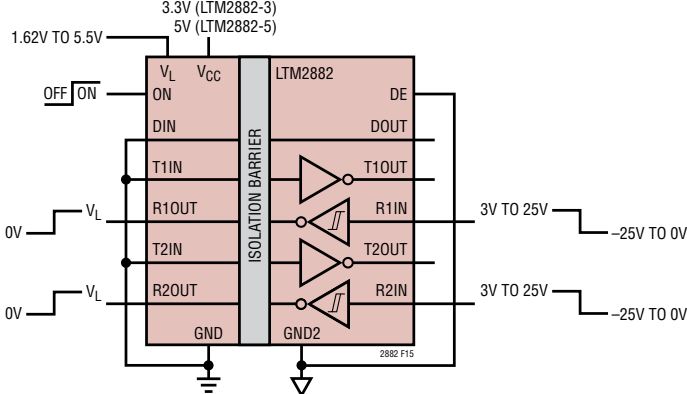 3.3V (LTM2882-3)
5V (LTM2882-5)
1.62V TO 5.5V
VL VCC LTM2882
OFF ON ON DE
DIN DOUT
T1IN T1OUT
0V VL R1OUT R1IN 3V TO 25V –25V TO 0V
T2IN T2OUT
0V VL R2OUT R2IN 3V TO 25V –25V TO 0V
ISOLATION BARRIER
GND GND2
2882 F15